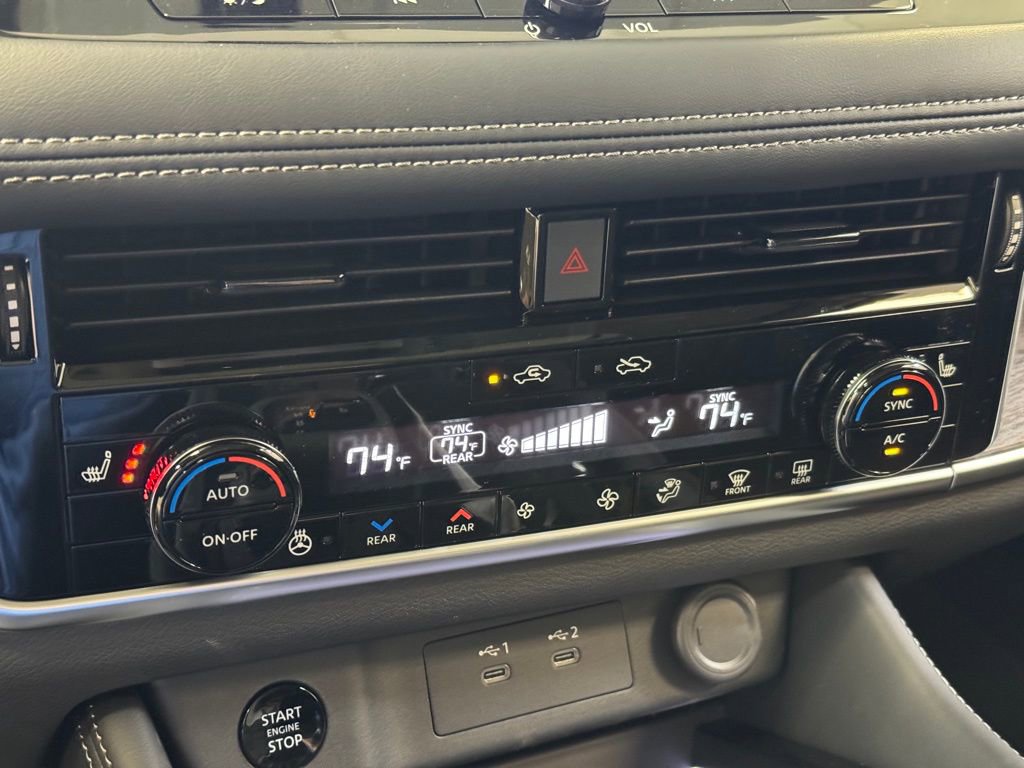 VOL
SYNC
SYNC
74°F
74°F
74°F
REAR
SYNC
A/C
AUTO
ON·OFF
REAR
REAR
FRONT
REAR
1
2
START
ENGINE
STOP